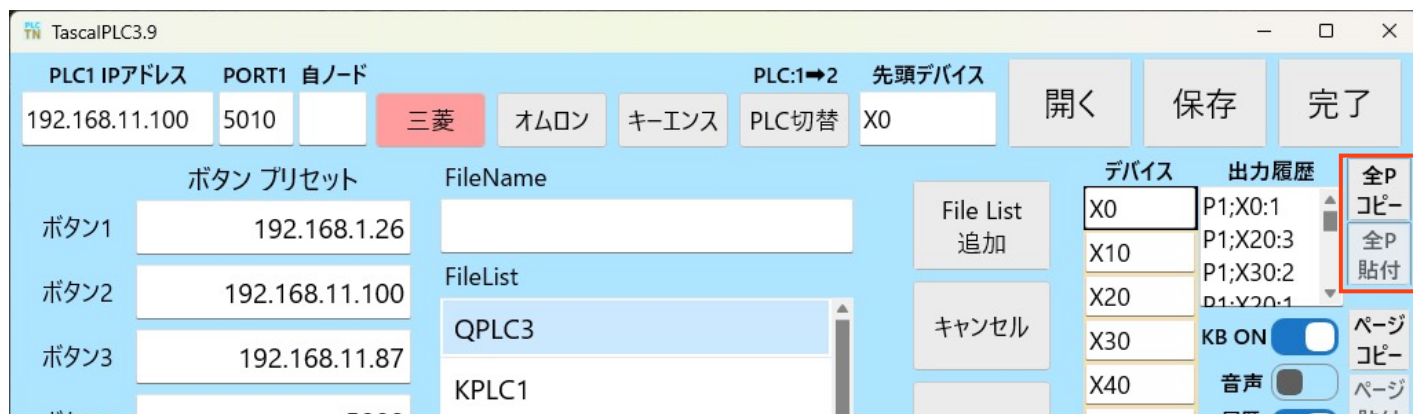 PLC TN TascalPLC3.9
PLC1 IPアドレス PORT1 自ノード PLC:1➡2 先頭デバイス
192.168.11.100 5010 三菱 オムロン キーエンス PLC切替 X0 開く 保存 完了
ボタン プリセット FileName デバイス 出力履歴 全P
コピー
ボタン1 192.168.1.26 File List
追加 X0 P1;X0:1
X10 P1;X20:3 全P
貼付
P1;X30:2
ボタン2 192.168.11.100 FileList X20 P1;X20:1
QPLC3 キャンセル X30 KB ON ページ
コピー
ボタン3 192.168.11.87
KPLC1 X40 音声 ページ